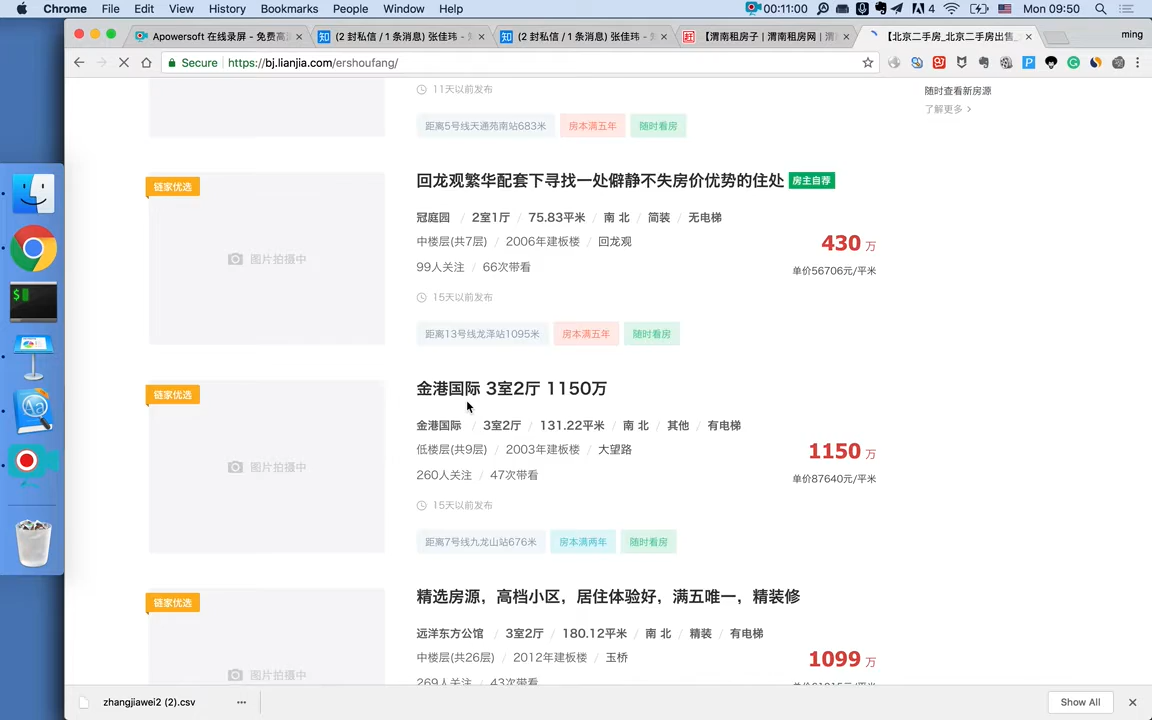 Chrome File Edit View History Bookmarks People Window Help 00:11:00 4 Mon 09:50
Apowersoft 在线录屏 - 免费高清
(2 封私信 / 1 条消息) 张佳玮 -
(2 封私信 / 1 条消息) 张佳玮 -
【渭南租房子 | 渭南租房网 | 渭南
【北京二手房_北京二手房出售_
ming
Secure https://bj.lianjia.com/ershoufang/
11天以前发布
随时查看新房源
了解更多 >
距离5号线天通苑南站683米 房本满五年 随时看房
链家优选
图片拍摄中
回龙观繁华配套下寻找一处僻静不失房价优势的住处 房主自荐
冠庭园 / 2室1厅 / 75.83平米 / 南 北 / 简装 / 无电梯
中楼层(共7层) / 2006年建板楼 / 回龙观
430 万
99人关注 / 66次带看
单价56706元/平米
15天以前发布
距离13号线龙泽站1095米 房本满五年 随时看房
链家优选
图片拍摄中
金港国际 3室2厅 1150万
金港国际 / 3室2厅 / 131.22平米 / 南 北 / 其他 / 有电梯
低楼层(共9层) / 2003年建板楼 / 大望路
1150 万
260人关注 / 47次带看
单价87640元/平米
15天以前发布
距离7号线九龙山站676米 房本满两年 随时看房
链家优选
图片拍摄中
精选房源，高档小区，居住体验好，满五唯一，精装修
远洋东方公馆 / 3室2厅 / 180.12平米 / 南 北 / 精装 / 有电梯
中楼层(共26层) / 2012年建板楼 / 玉桥
1099 万
269人关注 / 43次带看
zhangjiawei2 (2).csv
Show All